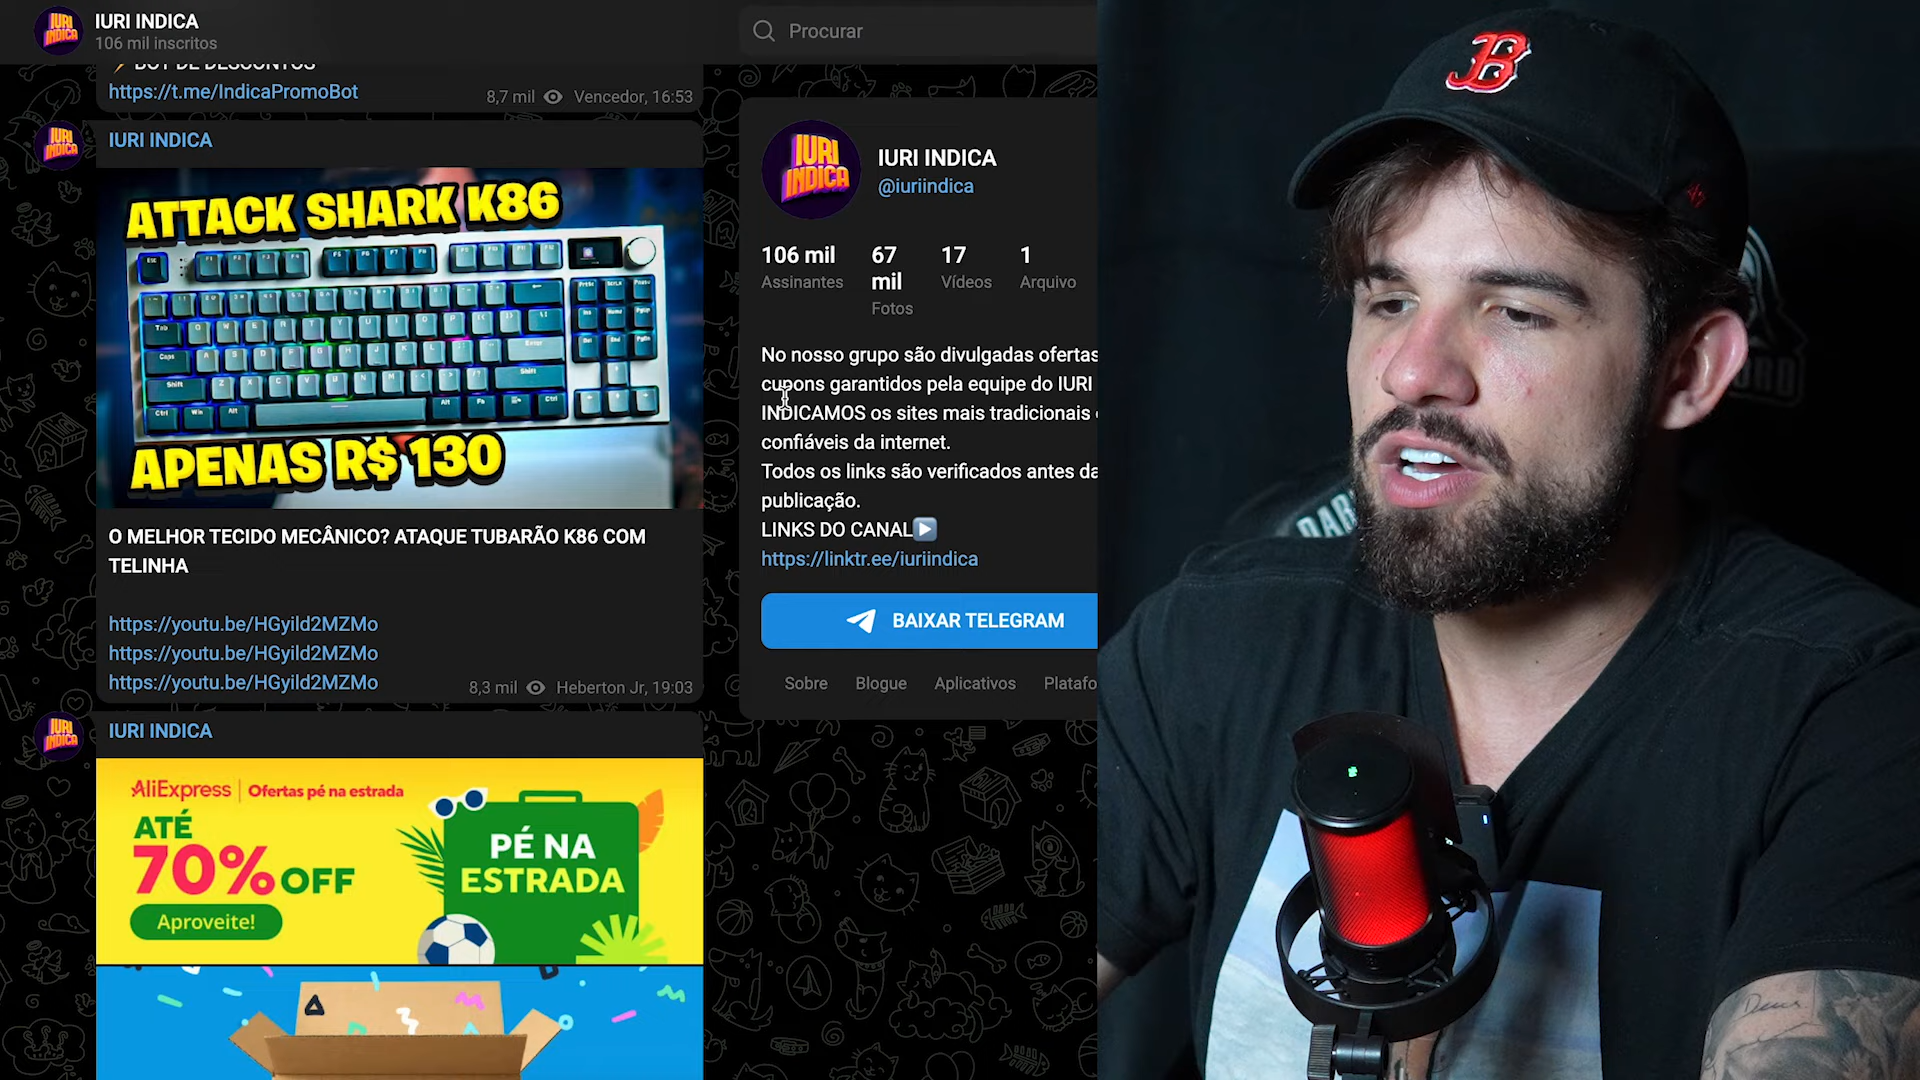 IURI INDICA
106 mil inscritos
BOT DE DESCONTOS
https://t.me/IndicaPromoBot
8,7 mil Vencedor, 16:53
IURI INDICA
ATTACK SHARK K86
APENAS R$ 130
O MELHOR TECIDO MECÂNICO? ATAQUE TUBARÃO K86 COM
TELINHA
https://youtu.be/HGyild2MZMo
https://youtu.be/HGyild2MZMo
https://youtu.be/HGyild2MZMo
8,3 mil Heberton Jr, 19:03
IURI INDICA
AliExpress | Ofertas pé na estrada
ATÉ
70% OFF
Aproveite!
PÉ NA
ESTRADA
Procurar
IURI INDICA
IURI INDICA
@iuriindica
106 mil
Assinantes
67
mil
Fotos
17
Vídeos
1
Arquivo
No nosso grupo são divulgadas ofertas
cupons garantidos pela equipe do IURI
INDICAMOS os sites mais tradicionais
confiáveis da internet.
Todos os links são verificados antes da
publicação.
LINKS DO CANAL
https://linktr.ee/iuriindica
BAIXAR TELEGRAM
Sobre Blogue Aplicativos Platafo
B
Deus